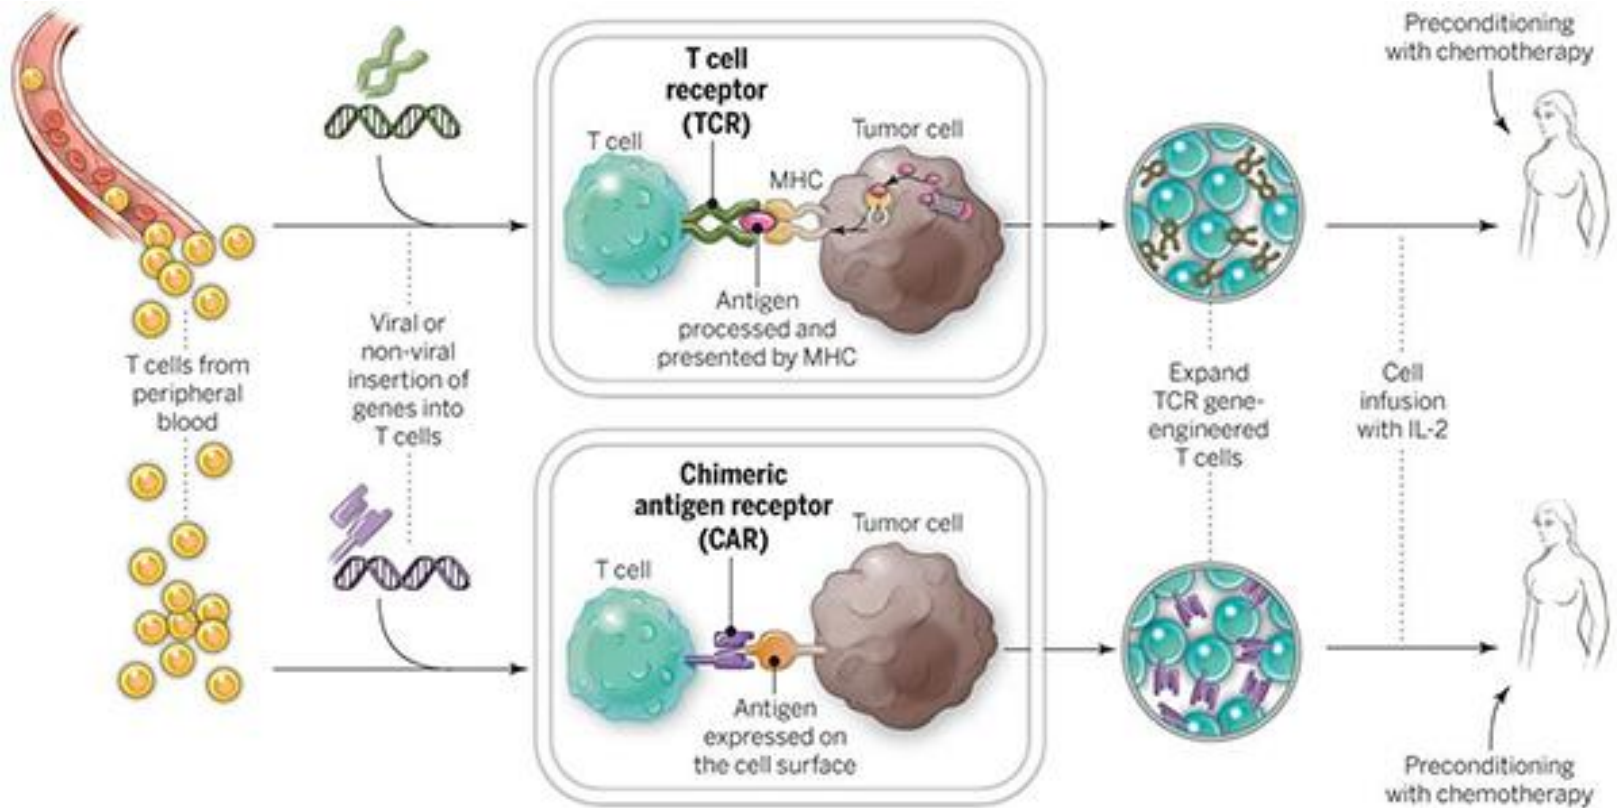 T cells from
peripheral
blood
Viral or
non-viral
insertion of
genes into
T cells
T cell
receptor
(TCR)
T cell
MHC
Tumor cell
Antigen
processed and
presented by MHC
Chimeric
antigen receptor
(CAR)
T cell
Tumor cell
Antigen
expressed on
the cell surface
Expand
TCR gene-
engineered
T cells
Cell
infusion
with IL-2
Preconditioning
with chemotherapy
Preconditioning
with chemotherapy